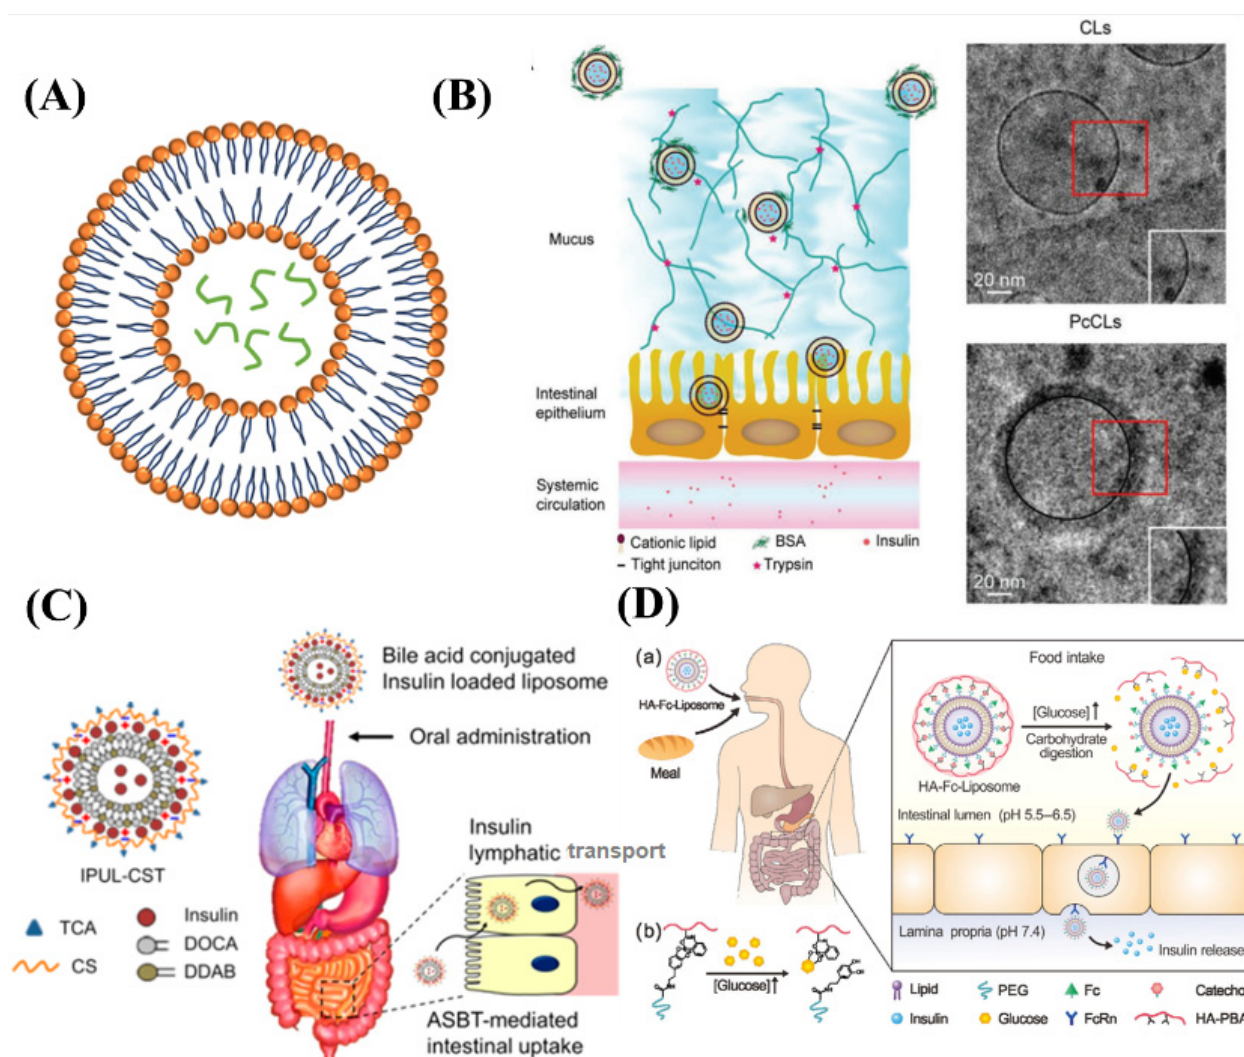 (A)
(B)
Mucus
Intestinal
epithelium
Systemic
circulation
Cationic lipid
BSA
Insulin
Tight junciton
Trypsin
CLs
20 nm
PcCLs
20 nm
(C)
Bile acid conjugated
Insulin loaded liposome
Oral administration
IPUL-CST
TCA
Insulin
CS
DOCA
DDAB
Insulin
lymphatic transport
ASBT-mediated
intestinal uptake
(D)
(a)
HA-Fc-Liposome
Meal
(b)
[Glucose]↑
Food intake
[Glucose]↑
Carbohydrate
digestion
HA-Fc-Liposome
Intestinal lumen (pH 5.5–6.5)
Lamina propria (pH 7.4)
Insulin release
Lipid
PEG
Fc
Catecho
Insulin
Glucose
FcRn
HA-PBA